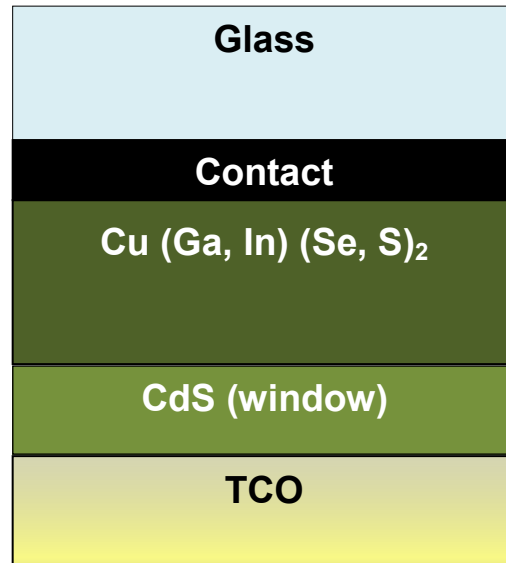 Glass
Contact
Cu (Ga, In) (Se, S)₂
CdS (window)
TCO